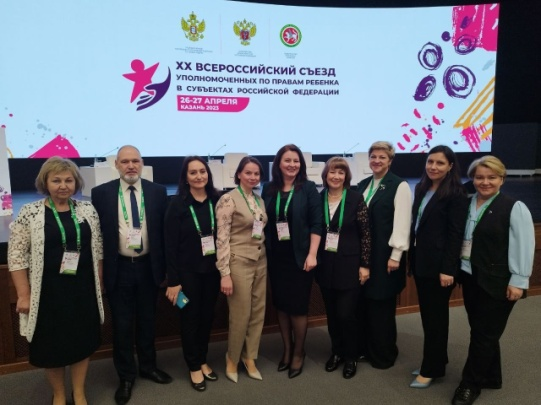 XX ВСЕРОССИЙСКИЙ СЪЕЗД
УПОЛНОМОЧЕННЫХ ПО ПРАВАМ РЕБЕНКА
В СУБЪЕКТАХ РОССИЙСКОЙ ФЕДЕРАЦИИ
26-27 АПРЕЛЯ
КАЗАНЬ 2023